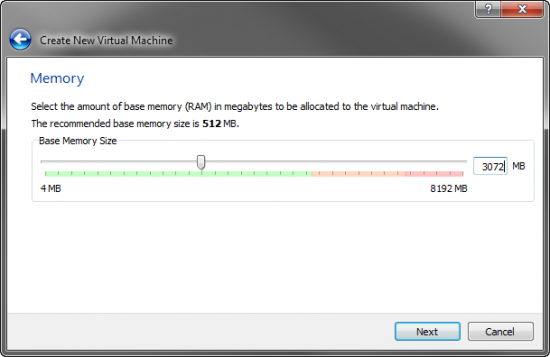 ?
Create New Virtual Machine
Memory
Select the amount of base memory (RAM) in megabytes to be allocated to the virtual machine.
The recommended base memory size is 512 MB.
Base Memory Size
3072 MB
4 MB 8192 MB
Next Cancel